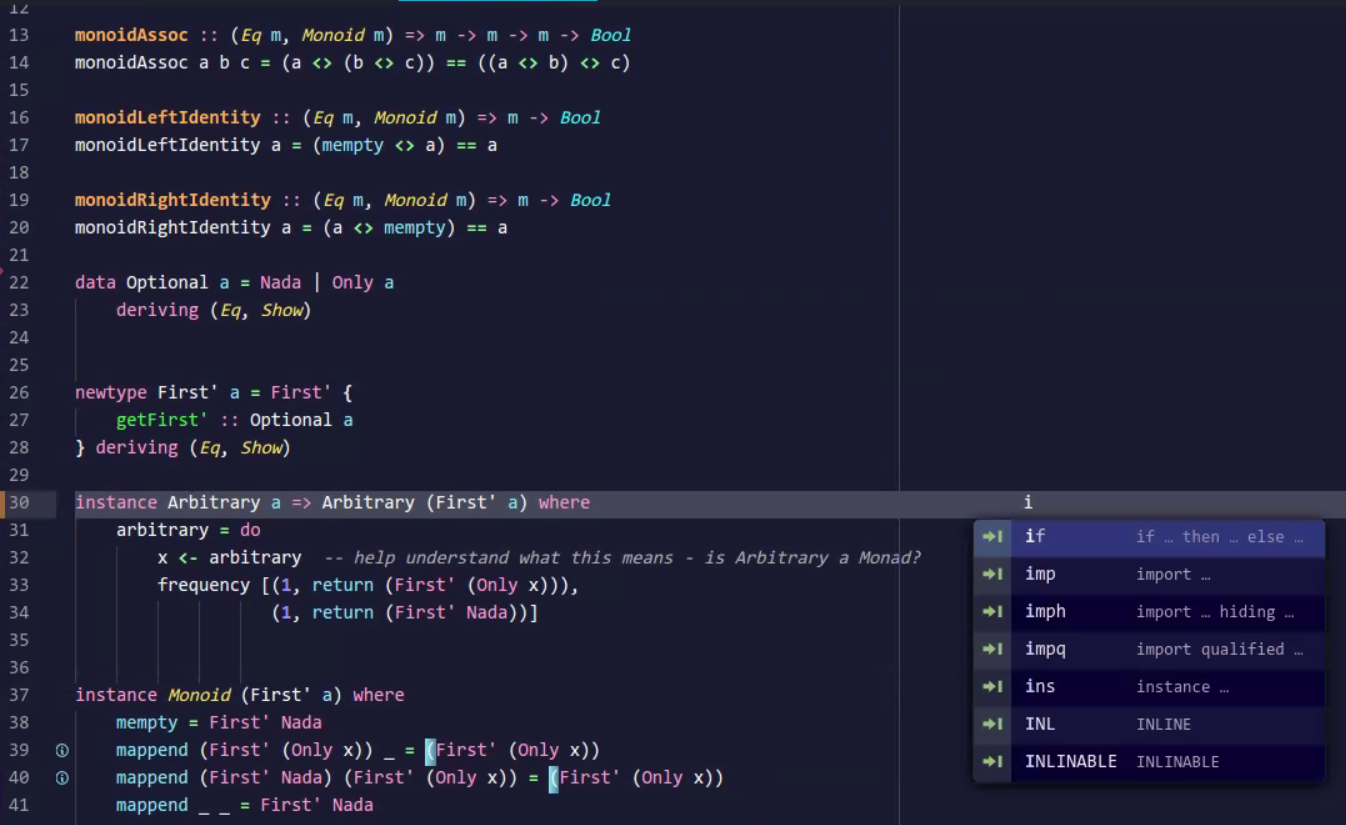 12
13 monoidAssoc :: (Eq m, Monoid m) => m -> m -> m -> Bool
14 monoidAssoc a b c = (a <> (b <> c)) == ((a <> b) <> c)
15
16 monoidLeftIdentity :: (Eq m, Monoid m) => m -> Bool
17 monoidLeftIdentity a = (mempty <> a) == a
18
19 monoidRightIdentity :: (Eq m, Monoid m) => m -> Bool
20 monoidRightIdentity a = (a <> mempty) == a
21
22 data Optional a = Nada | Only a
23     deriving (Eq, Show)
24
25
26 newtype First' a = First' {
27     getFirst' :: Optional a
28 } deriving (Eq, Show)
29
30 instance Arbitrary a => Arbitrary (First' a) where i
31     arbitrary = do
32         x <- arbitrary  -- help understand what this means - is Arbitrary a Monad?
33         frequency [(1, return (First' (Only x))),
34                    (1, return (First' Nada))]
35
36
37 instance Monoid (First' a) where
38     mempty = First' Nada
39     mappend (First' (Only x)) _ = (First' (Only x))
40     mappend (First' Nada) (First' (Only x)) = (First' (Only x))
41     mappend _ _ = First' Nada
if if … then … else …
imp import …
imph import … hiding …
impq import qualified …
ins instance …
INL INLINE
INLINABLE INLINABLE